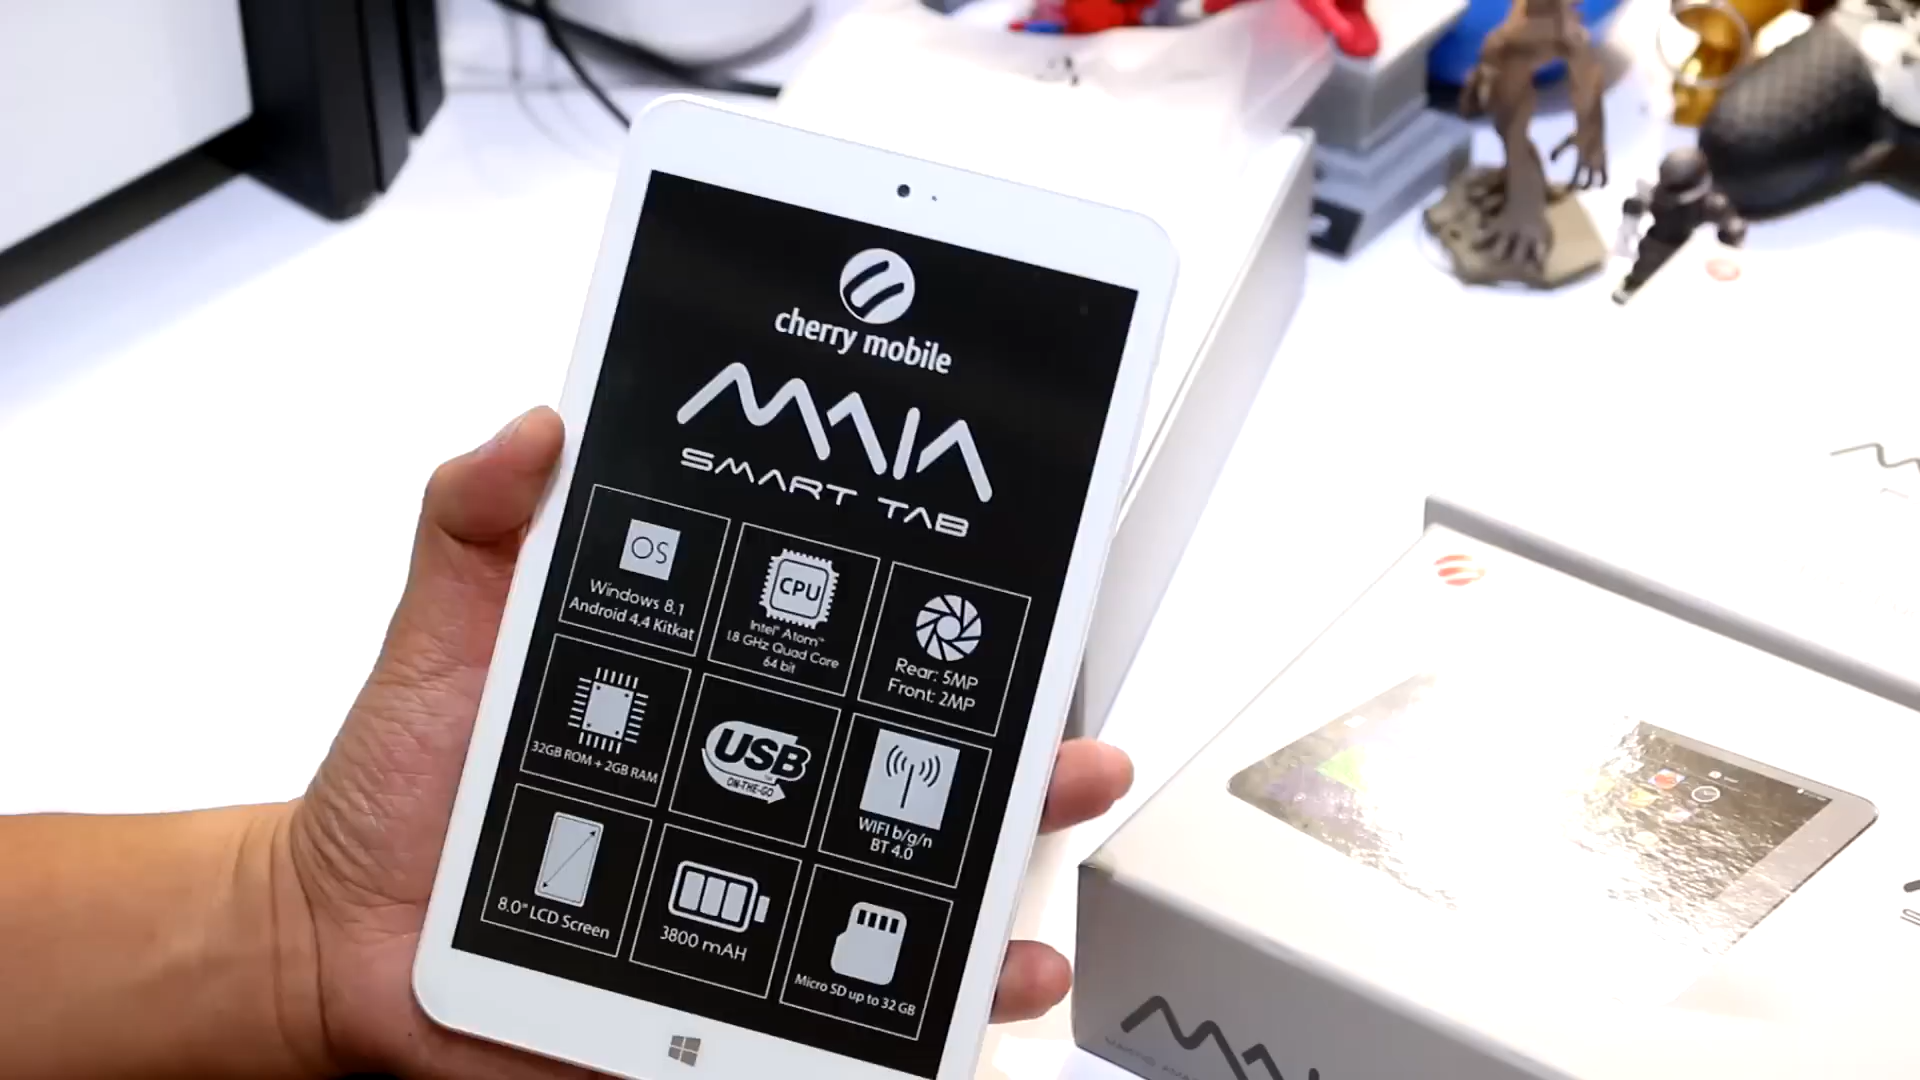 cherry mobile
MAIA
SMART TAB
OS
Windows 8.1
Android 4.4 Kitkat
CPU
Intel® Atom™
1.8 GHz Quad Core
64 bit
Rear: 5MP
Front: 2MP
32GB ROM + 2GB RAM
USB
ON-THE-GO
WIFI b/g/n
BT 4.0
8.0" LCD Screen
3800 mAH
Micro SD up to 32 GB